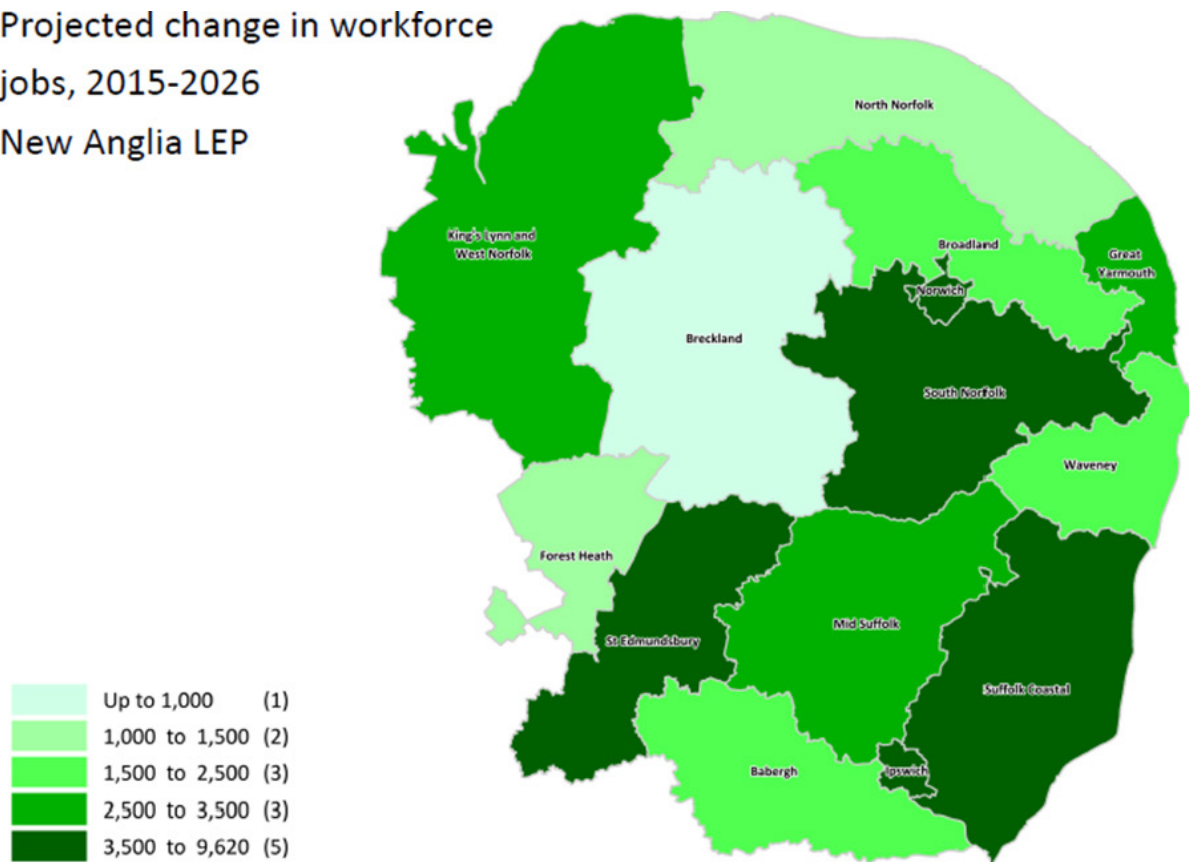 Projected change in workforce
jobs, 2015-2026
New Anglia LEP
North Norfolk
King's Lynn and
West Norfolk
Broadland
Great
Yarmouth
Norwich
Breckland
South Norfolk
Waveney
Forest Heath
Mid Suffolk
St Edmundsbury
Suffolk Coastal
Babergh
Ipswich
Up to 1,000 (1)
1,000 to 1,500 (2)
1,500 to 2,500 (3)
2,500 to 3,500 (3)
3,500 to 9,620 (5)